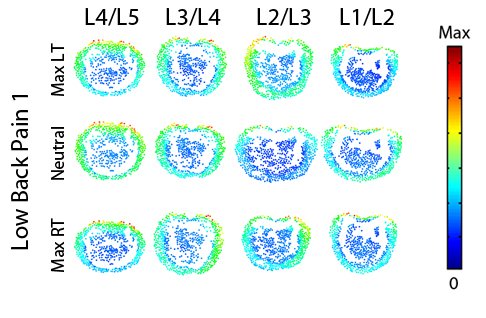 L4/L5 L3/L4 L2/L3 L1/L2
Max
Max LT
Neutral
Low Back Pain 1
Max RT
0